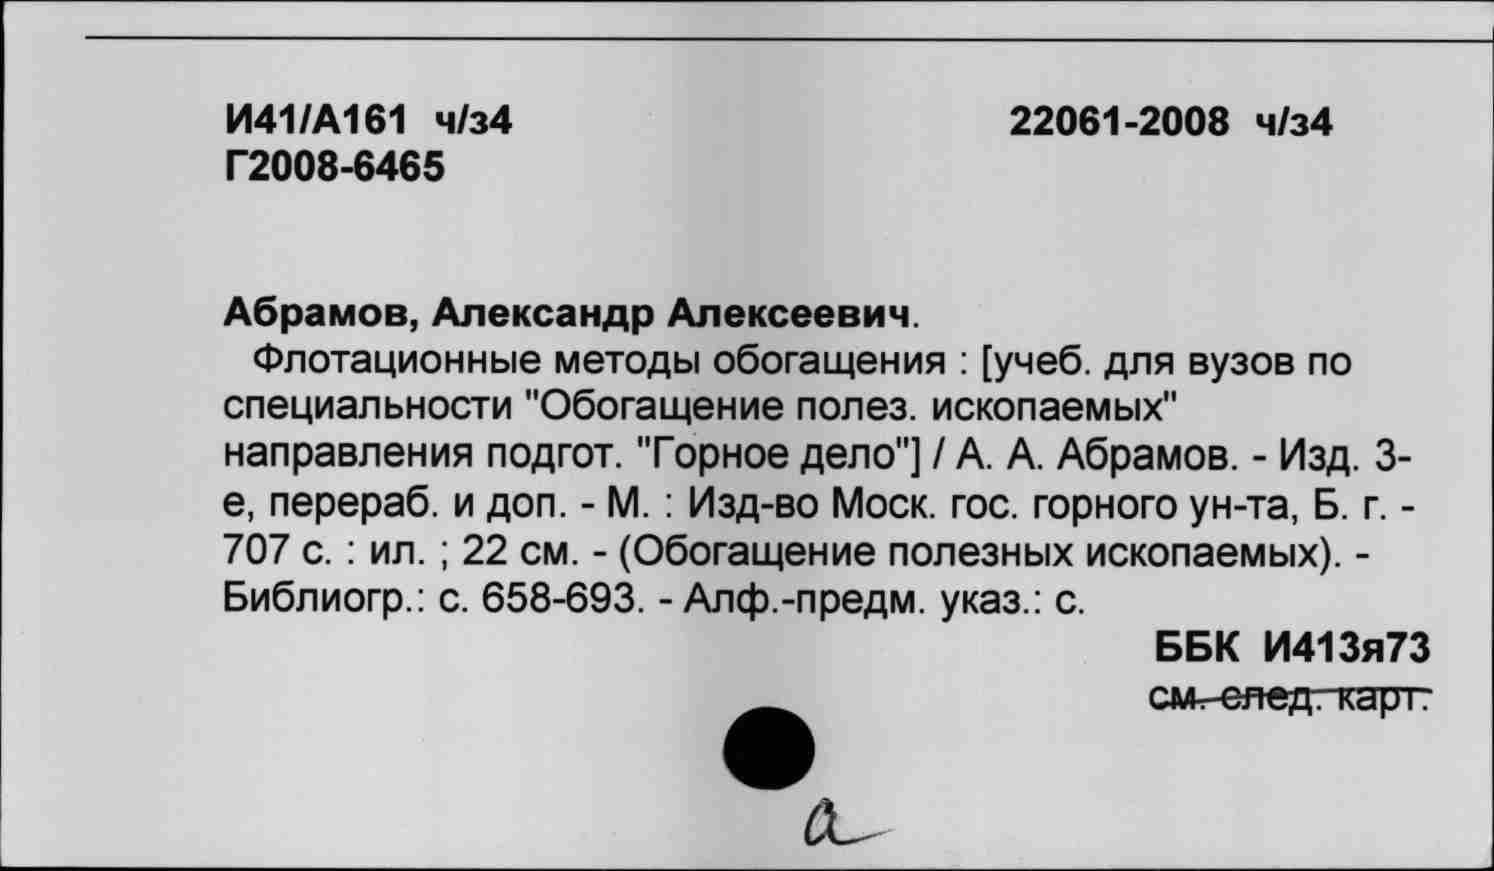 И41/А161 ч/з4
22061-2008 ч/з4
Г2008-6465
Абрамов, Александр Алексеевич.
Флотационные методы обогащения : [учеб. для вузов по
специальности "Обогащение полез. ископаемых"
направления подгот. "Горное дело"] / А. А. Абрамов. - Изд. 3-
е, перераб. и доп. - М. : Изд-во Моск. гос. горного ун-та, Б. г. -
707 с. : ил. ; 22 см. - (Обогащение полезных ископаемых). -
Библиогр.: с. 658-693. - Алф.-предм. указ.: с.
ББК И413я73
см. след. карт.
а